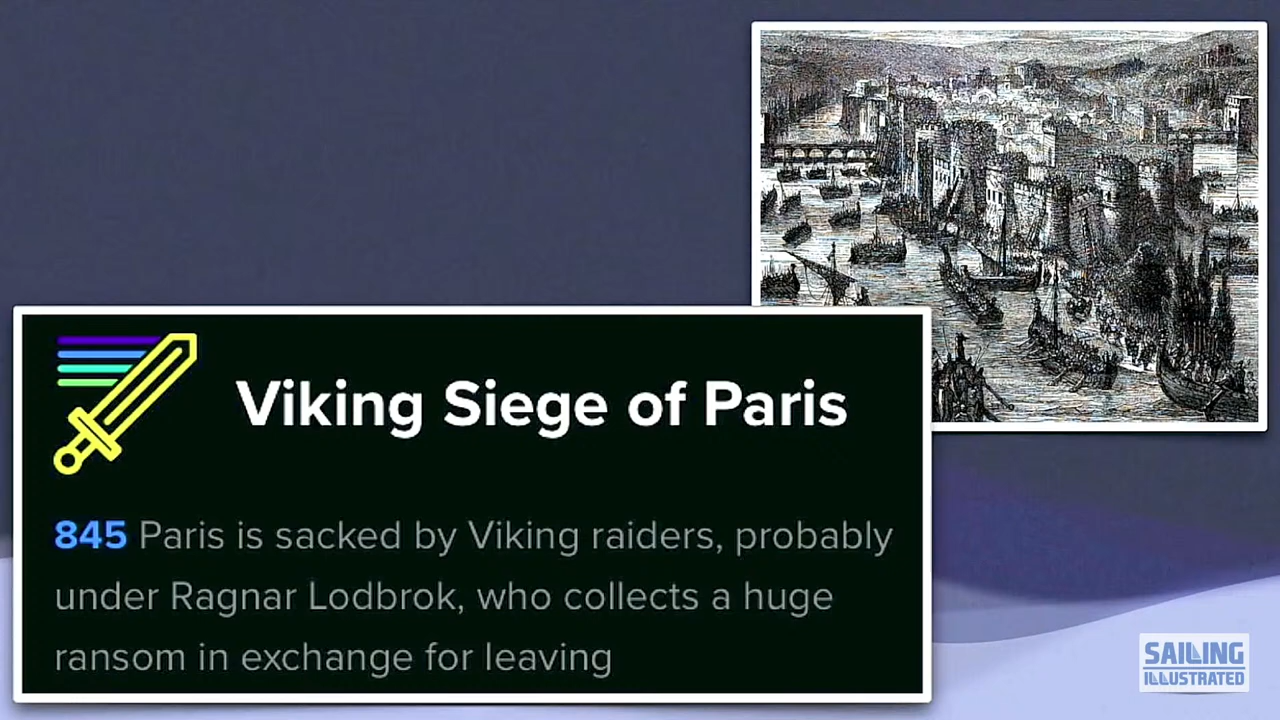 Viking Siege of Paris
845 Paris is sacked by Viking raiders, probably
under Ragnar Lodbrok, who collects a huge
ransom in exchange for leaving
SAILING
ILLUSTRATED